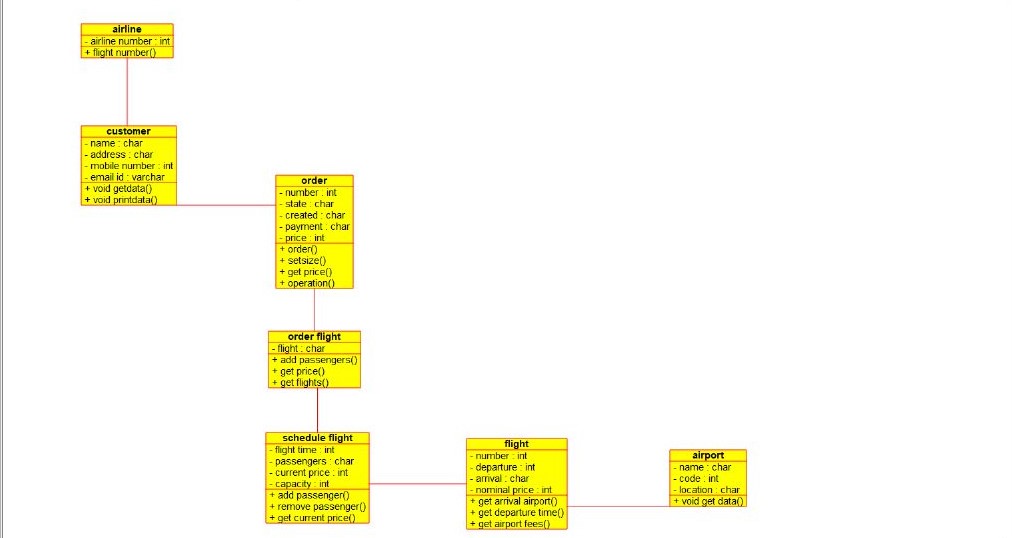 airline
- airline number : int
+ flight number()
customer
- name : char
- address : char
- mobile number : int
- email id : varchar
+ void getdata()
+ void printdata()
order
- number : int
- state : char
- created : char
- payment : char
- price : int
+ order()
+ setsize()
+ get price()
+ operation()
order flight
- flight : char
+ add passengers()
+ get price()
+ get flights()
schedule flight
- flight time : int
- passengers : char
- current price : int
- capacity : int
+ add passenger()
+ remove passenger()
+ get current price()
flight
- number : int
- departure : int
- arrival : char
- nominal price : int
+ get arrival airport()
+ get departure time()
+ get airport fees()
airport
- name : char
- code : int
- location : char
+ void get data()